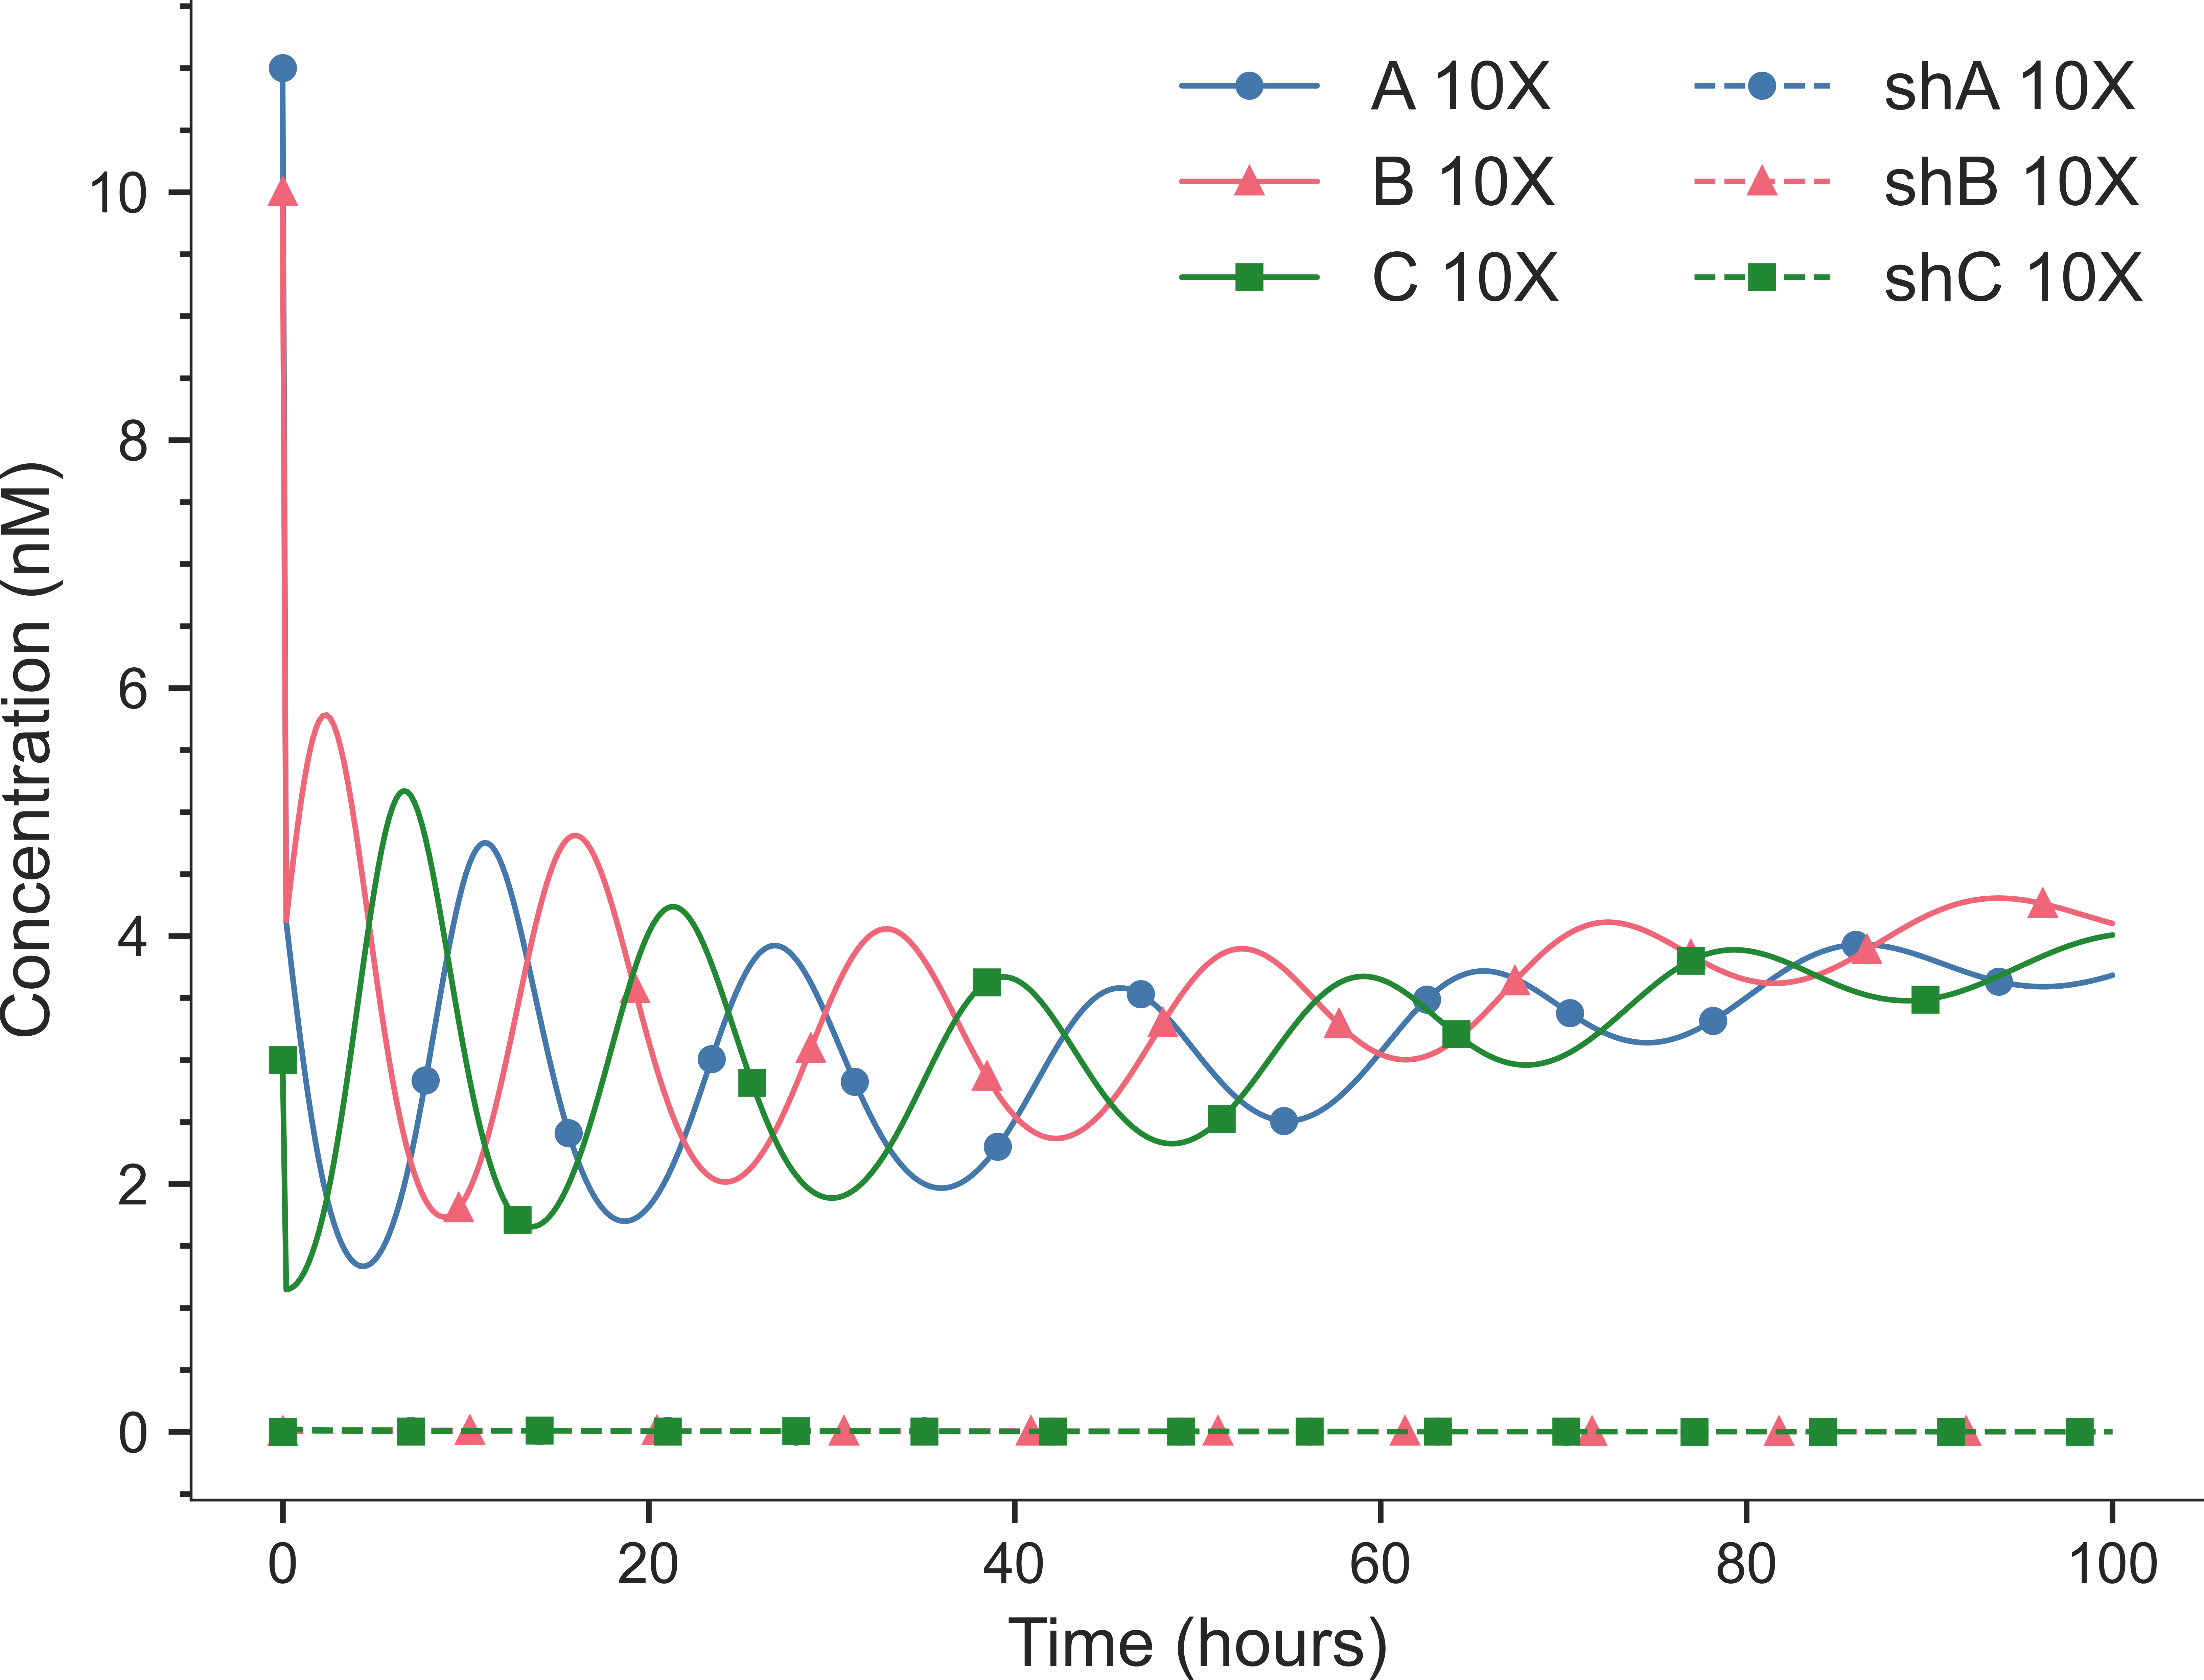 A 10X
B 10X
C 10X
shA 10X
shB 10X
shC 10X
Concentration (nM)
10
8
6
4
2
0
0 20 40 60 80 100
Time (hours)